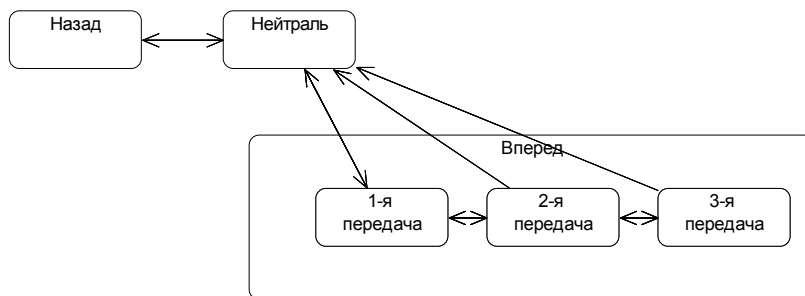 Назад
Нейтраль
Вперед
1-я
передача
2-я
передача
3-я
передача